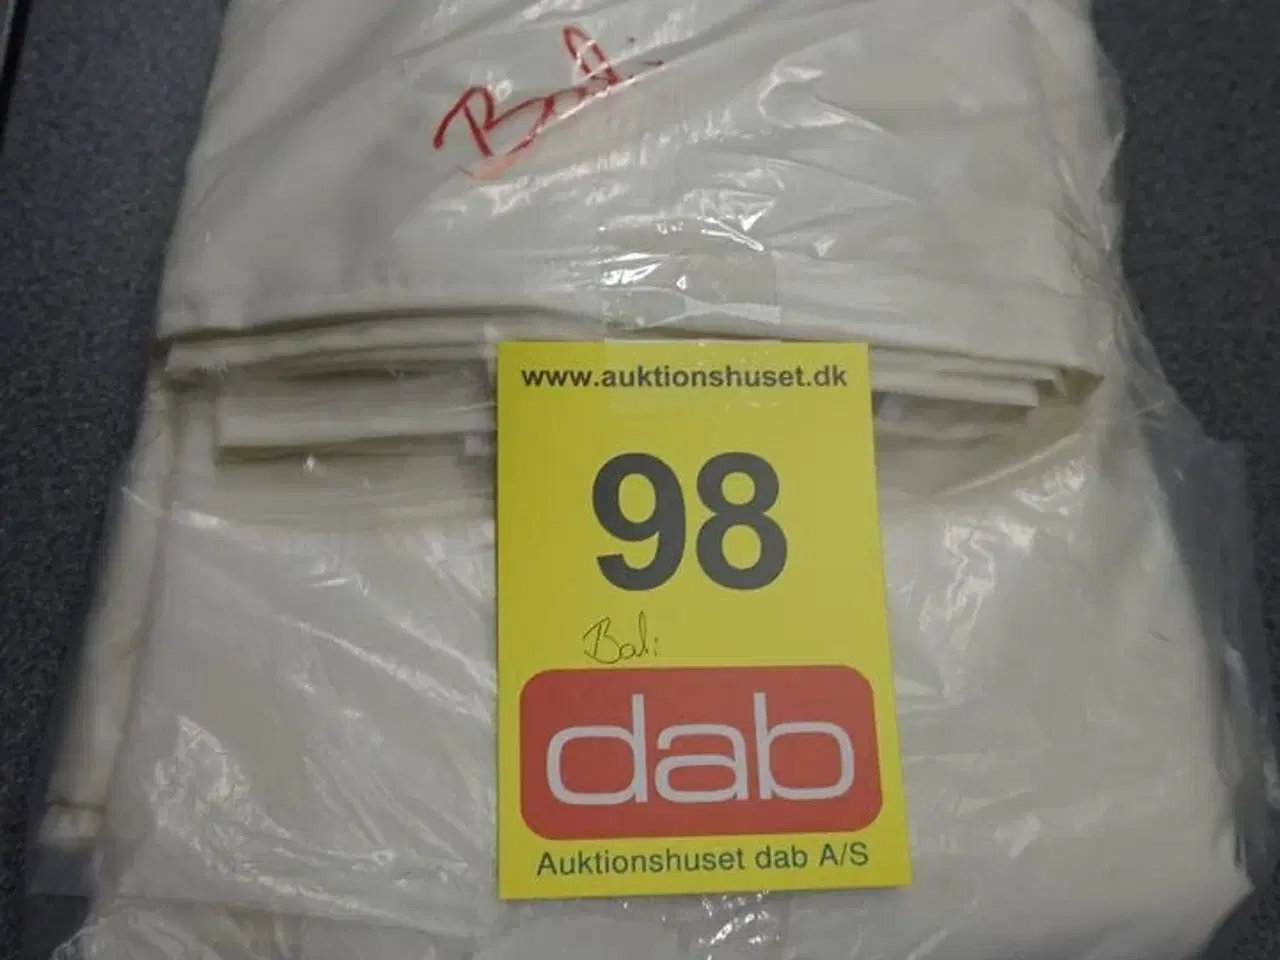 Bali
www.auktionshuset.dk
98
Bali
dab
Auktionshuset dab A/S